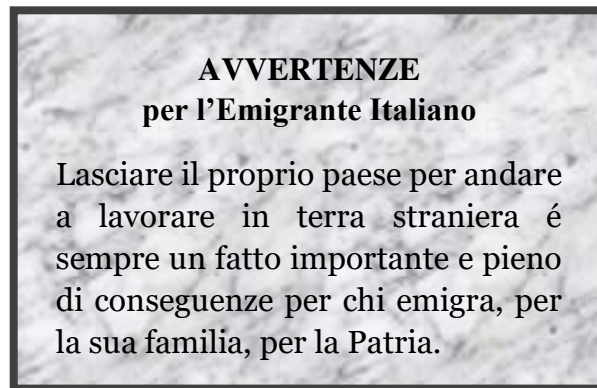 AVVERTENZE
per l’Emigrante Italiano
Lasciare il proprio paese per andare
a lavorare in terra straniera é
sempre un fatto importante e pieno
di conseguenze per chi emigra, per
la sua familia, per la Patria.